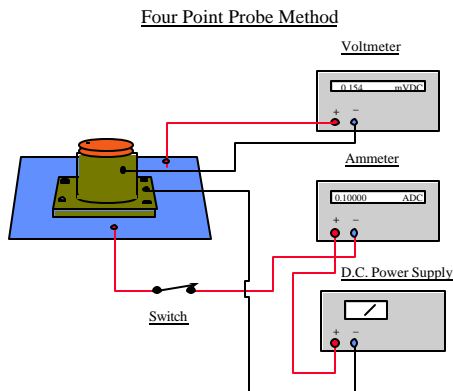 Four Point Probe Method
Voltmeter
0.154 mVDC
+ −
Ammeter
0.10000 ADC
+ −
D.C. Power Supply
Switch
+ −